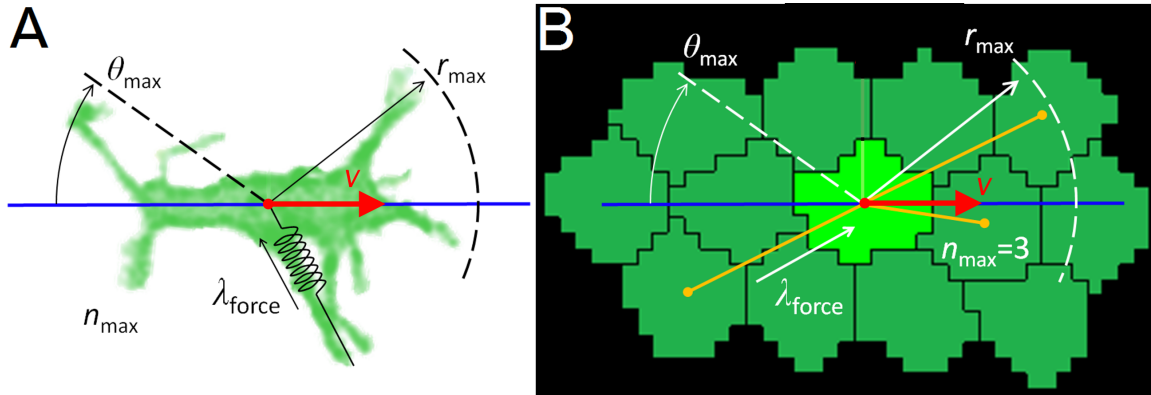 A
θmax
rmax
v
λforce
nmax
B
θmax
rmax
v
nmax=3
λforce